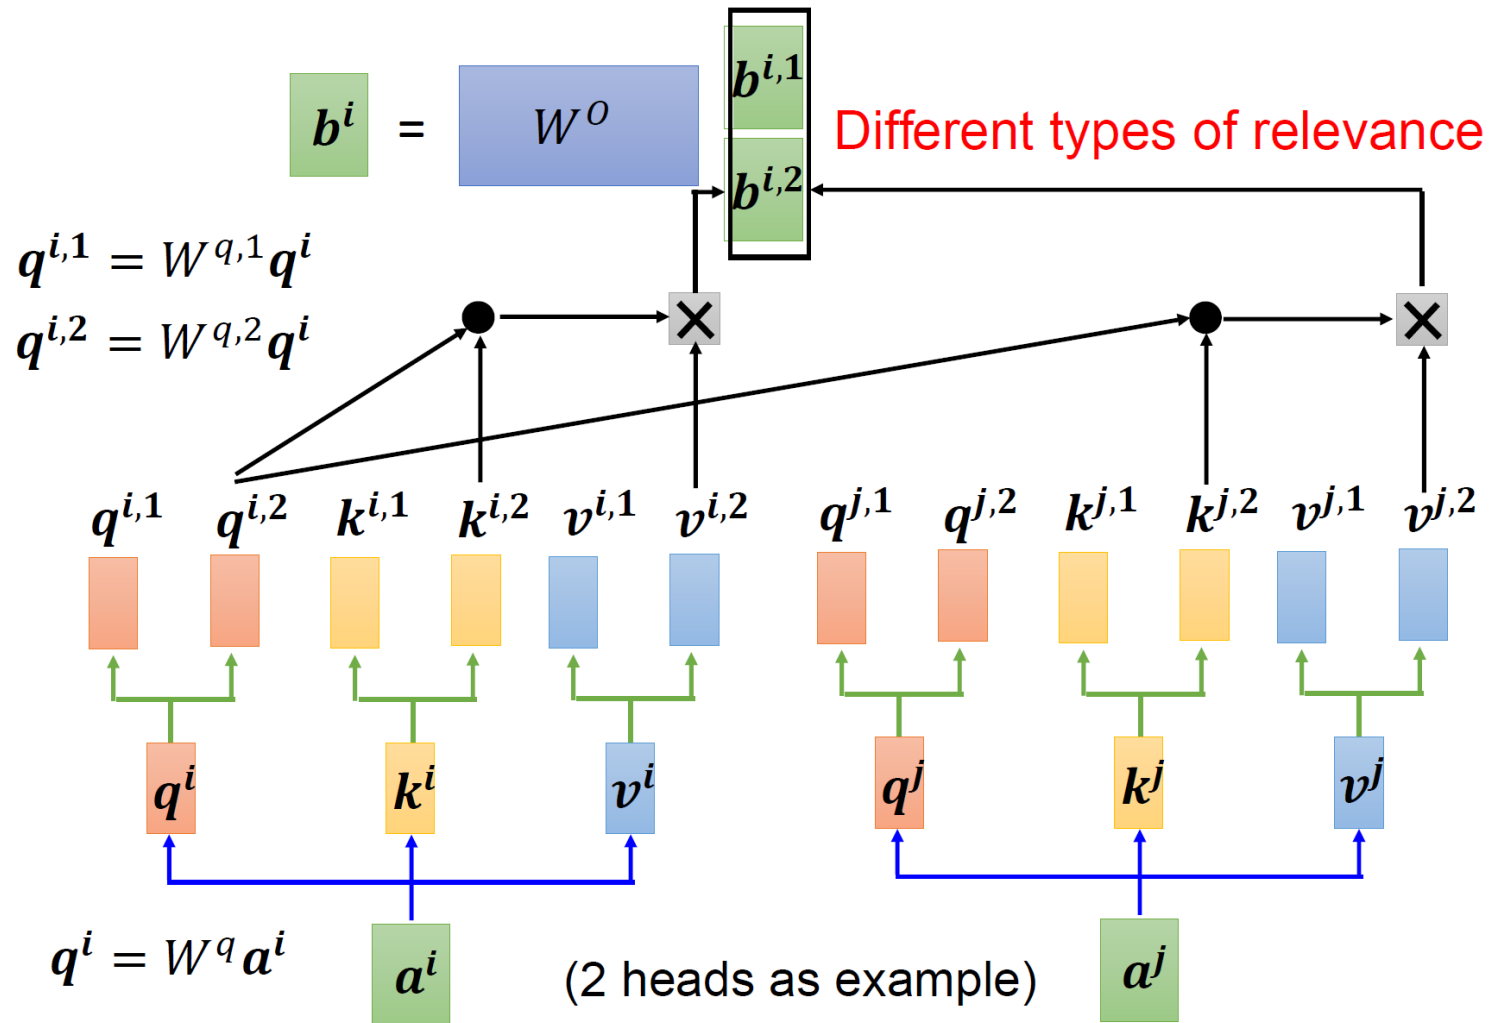 b^{i,1}
b^i = W^O
Different types of relevance
b^{i,2}
q^{i,1} = W^{q,1} q^i
q^{i,2} = W^{q,2} q^i
× ×
q^{i,1} q^{i,2} k^{i,1} k^{i,2} v^{i,1} v^{i,2} q^{j,1} q^{j,2} k^{j,1} k^{j,2} v^{j,1} v^{j,2}
q^i k^i v^i q^j k^j v^j
q^i = W^q a^i
a^i (2 heads as example) a^j